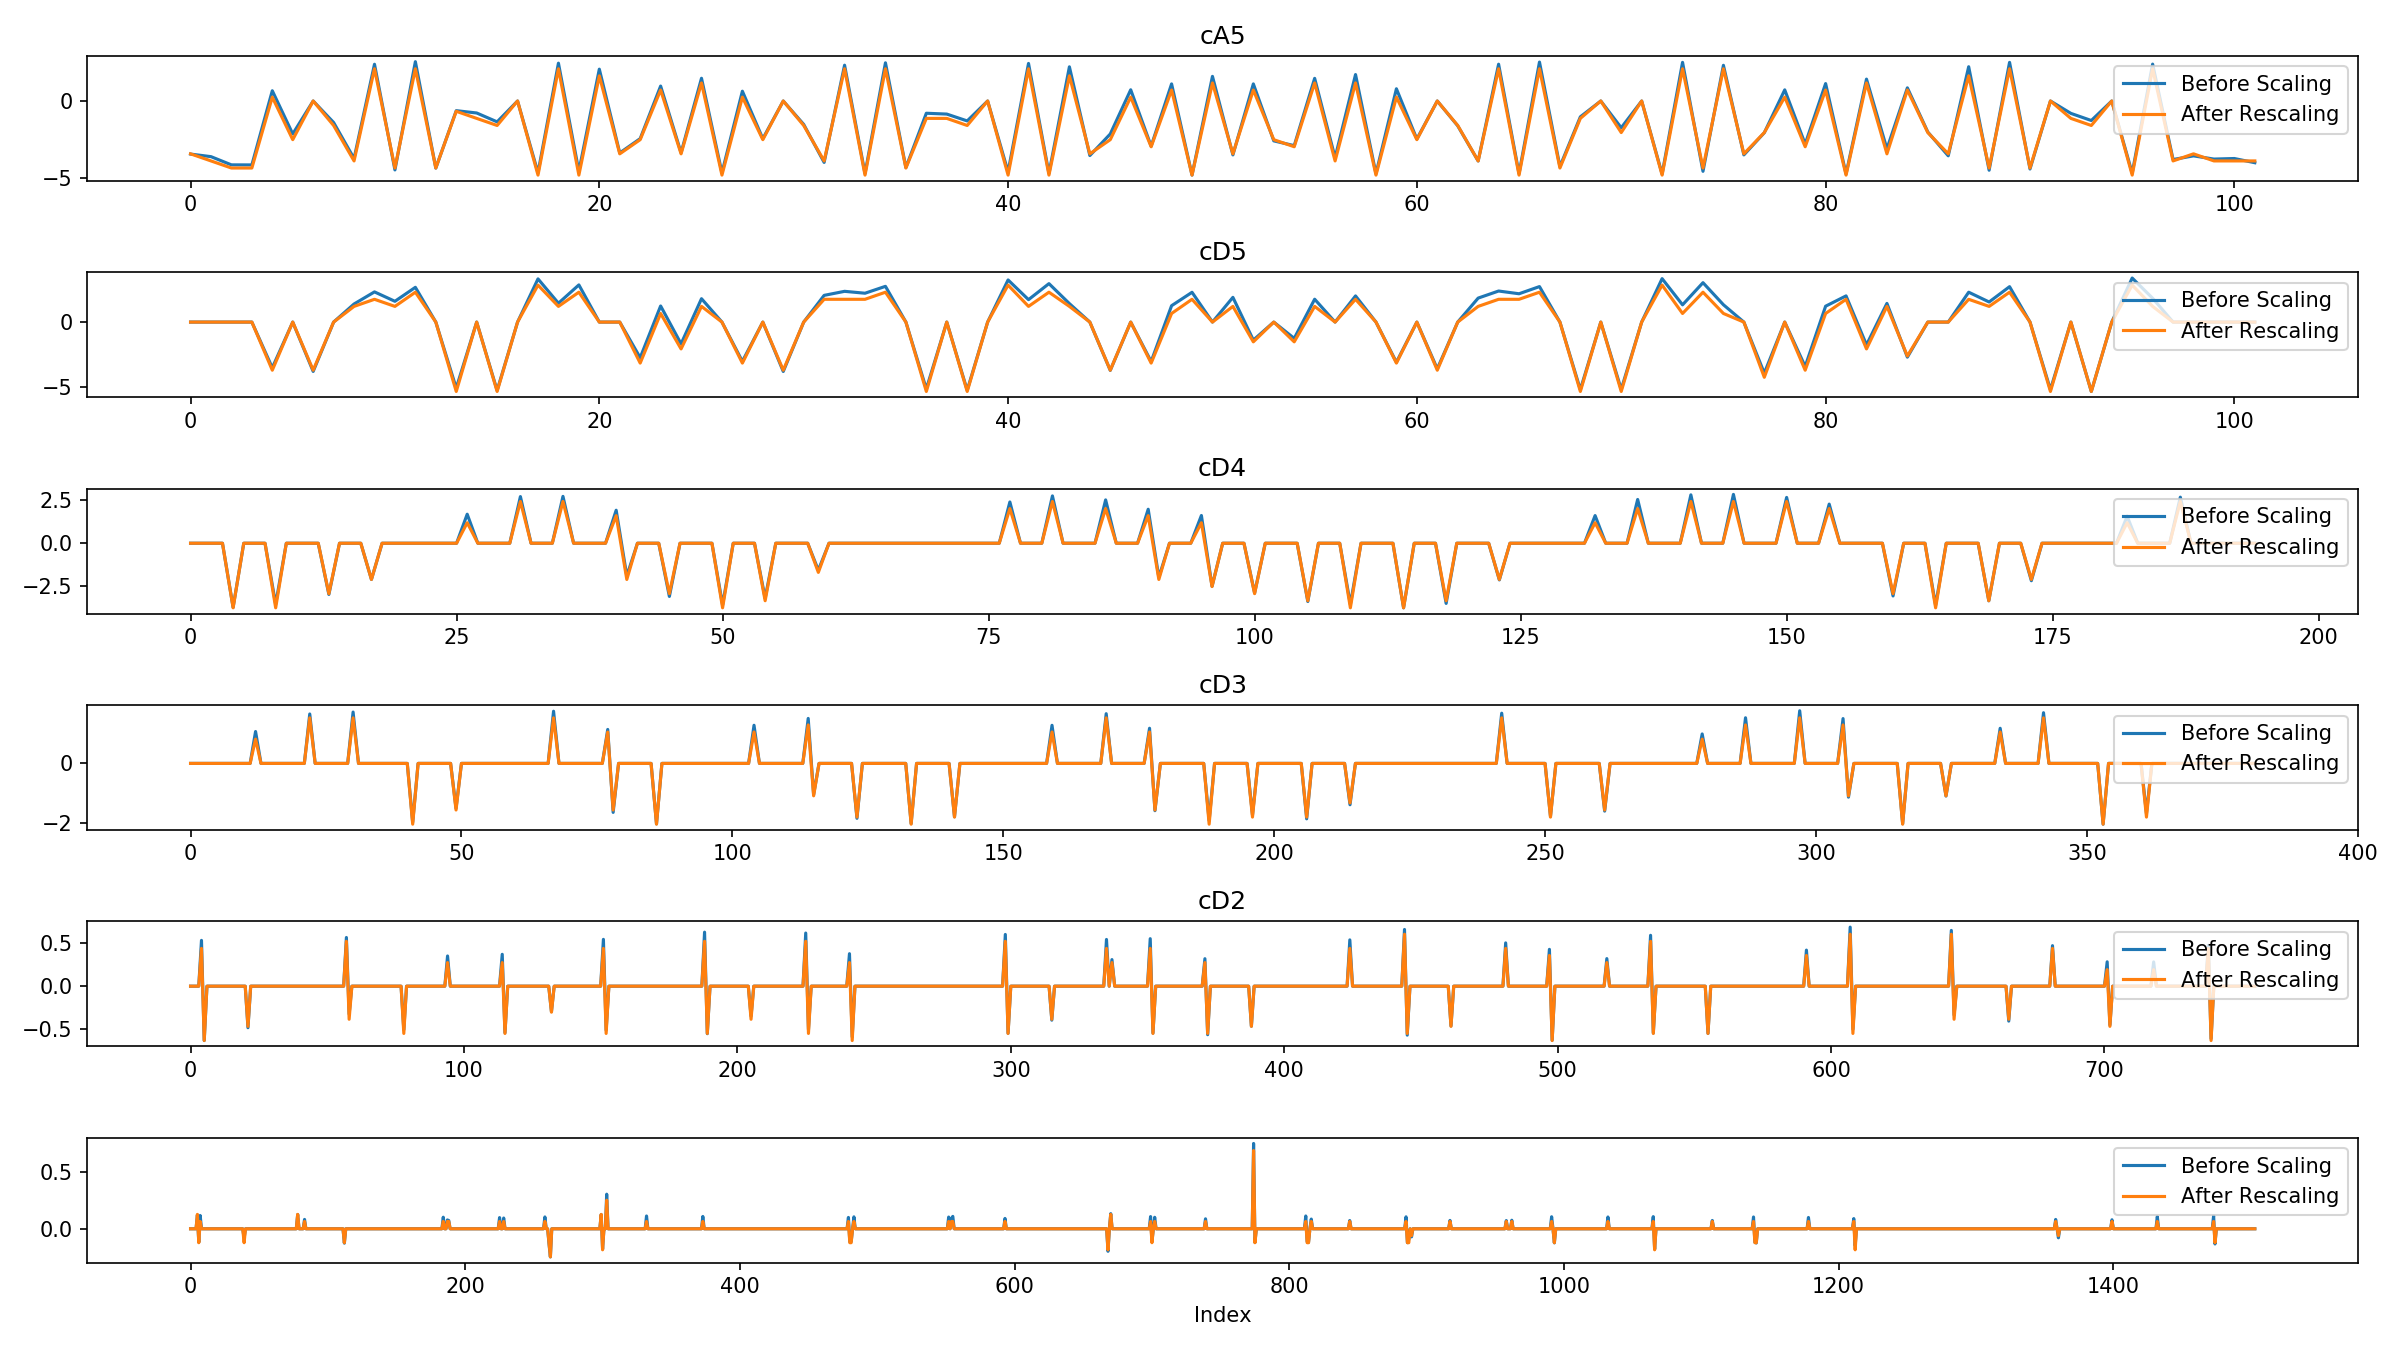 cA5
0
−5
Before Scaling
After Rescaling
0 20 40 60 80 100
cD5
0
−5
Before Scaling
After Rescaling
0 20 40 60 80 100
cD4
2.5
0.0
−2.5
Before Scaling
After Rescaling
0 25 50 75 100 125 150 175 200
cD3
0
−2
Before Scaling
After Rescaling
0 50 100 150 200 250 300 350 400
cD2
0.5
0.0
−0.5
Before Scaling
After Rescaling
0 100 200 300 400 500 600 700
0.5
0.0
Before Scaling
After Rescaling
0 200 400 600 800 1000 1200 1400
Index